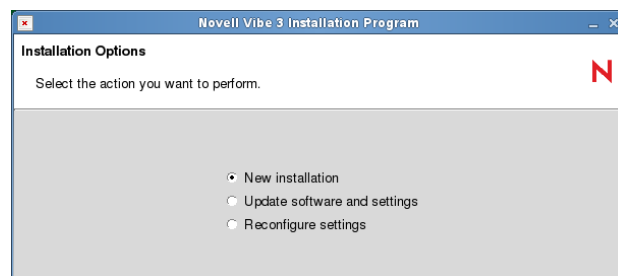 Novell Vibe 3 Installation Program
Installation Options
Select the action you want to perform.
N
New installation
Update software and settings
Reconfigure settings